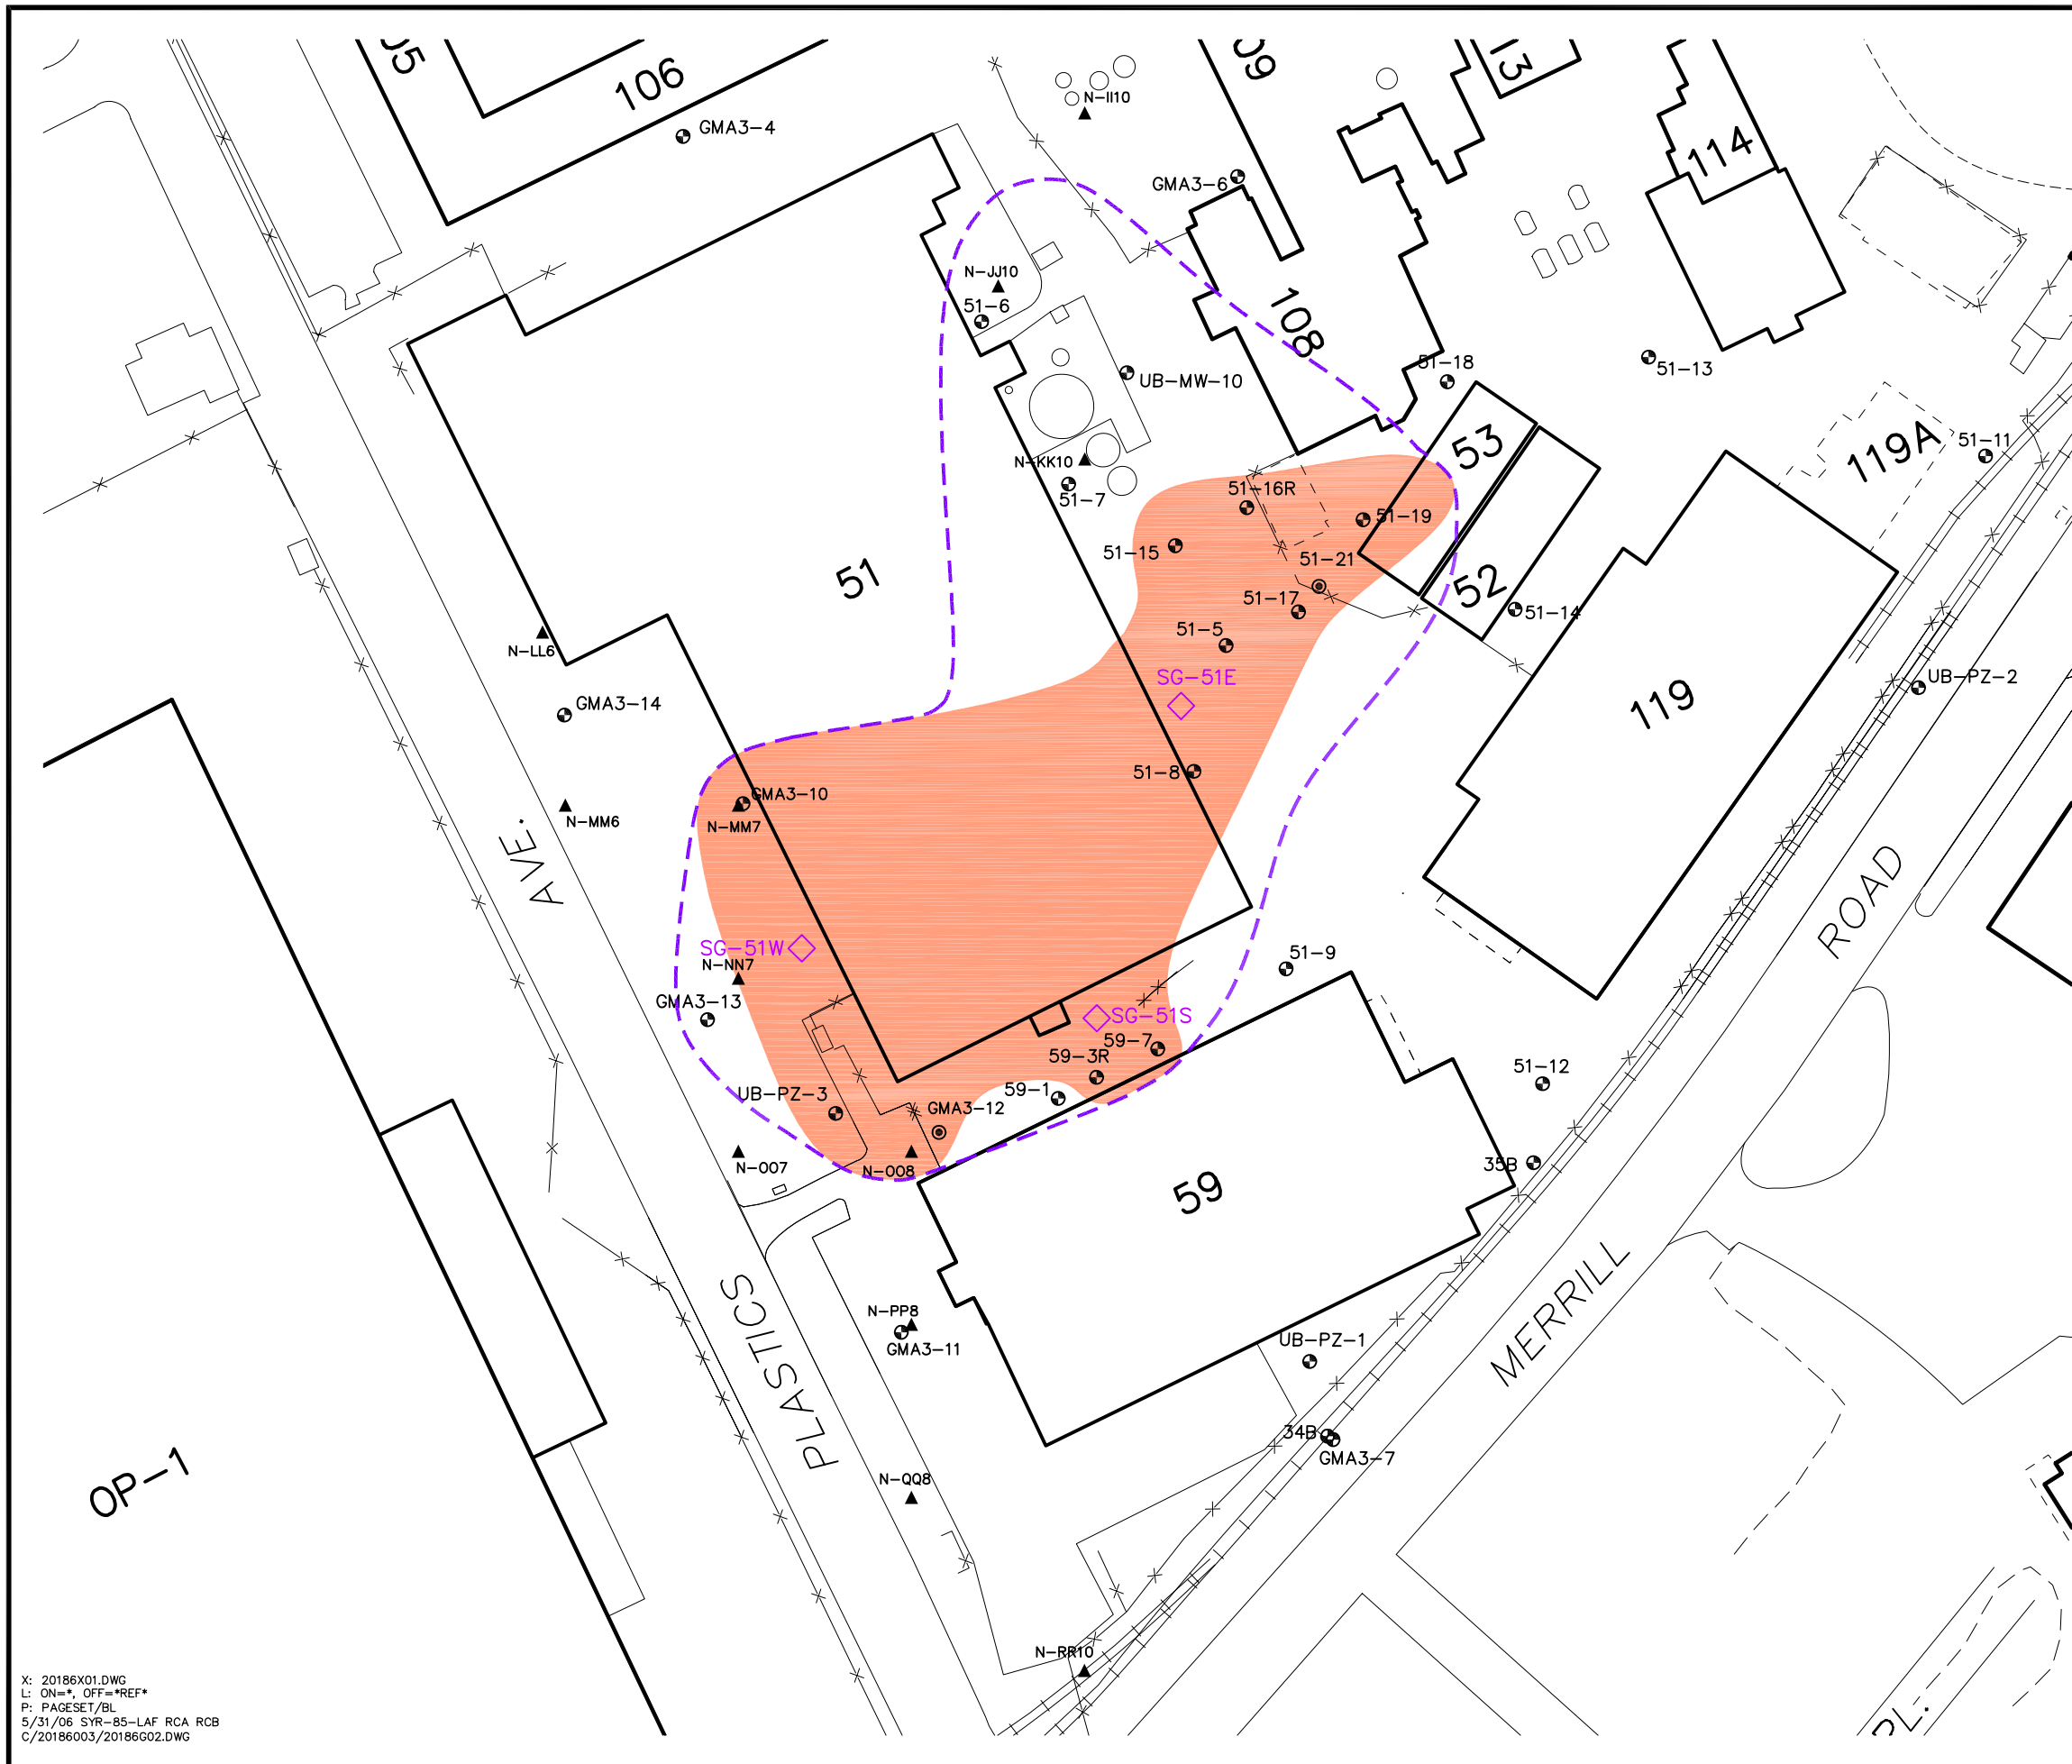 106
GMA3-4
N-II10
GMA3-6
114
N-JJ10
51-6
108
UB-MW-10
51-18
51-13
53
119A
51-11
N-KK10
51-7
51-16R
51-19
51-15
51
51-21
52
51-17
51-14
51-5
N-LL6
SG-51E
UB-PZ-2
GMA3-14
119
51-8
GMA3-10
N-MM6
N-MM7
AVE.
ROAD
SG-51W
N-NN7
51-9
GMA3-13
SG-51S
59-7
59-3R
51-12
59-1
UB-PZ-3
GMA3-12
35B
N-OO7
N-OO8
59
MERRILL
N-PP8
GMA3-11
UB-PZ-1
PLASTICS
34B
GMA3-7
OP-1
N-QQ8
N-RR10
PL.
X: 20186X01.DWG
L: ON=*, OFF=*REF*
P: PAGESET/BL
5/31/06 SYR-85-LAF RCA RCB
C/20186003/20186G02.DWG